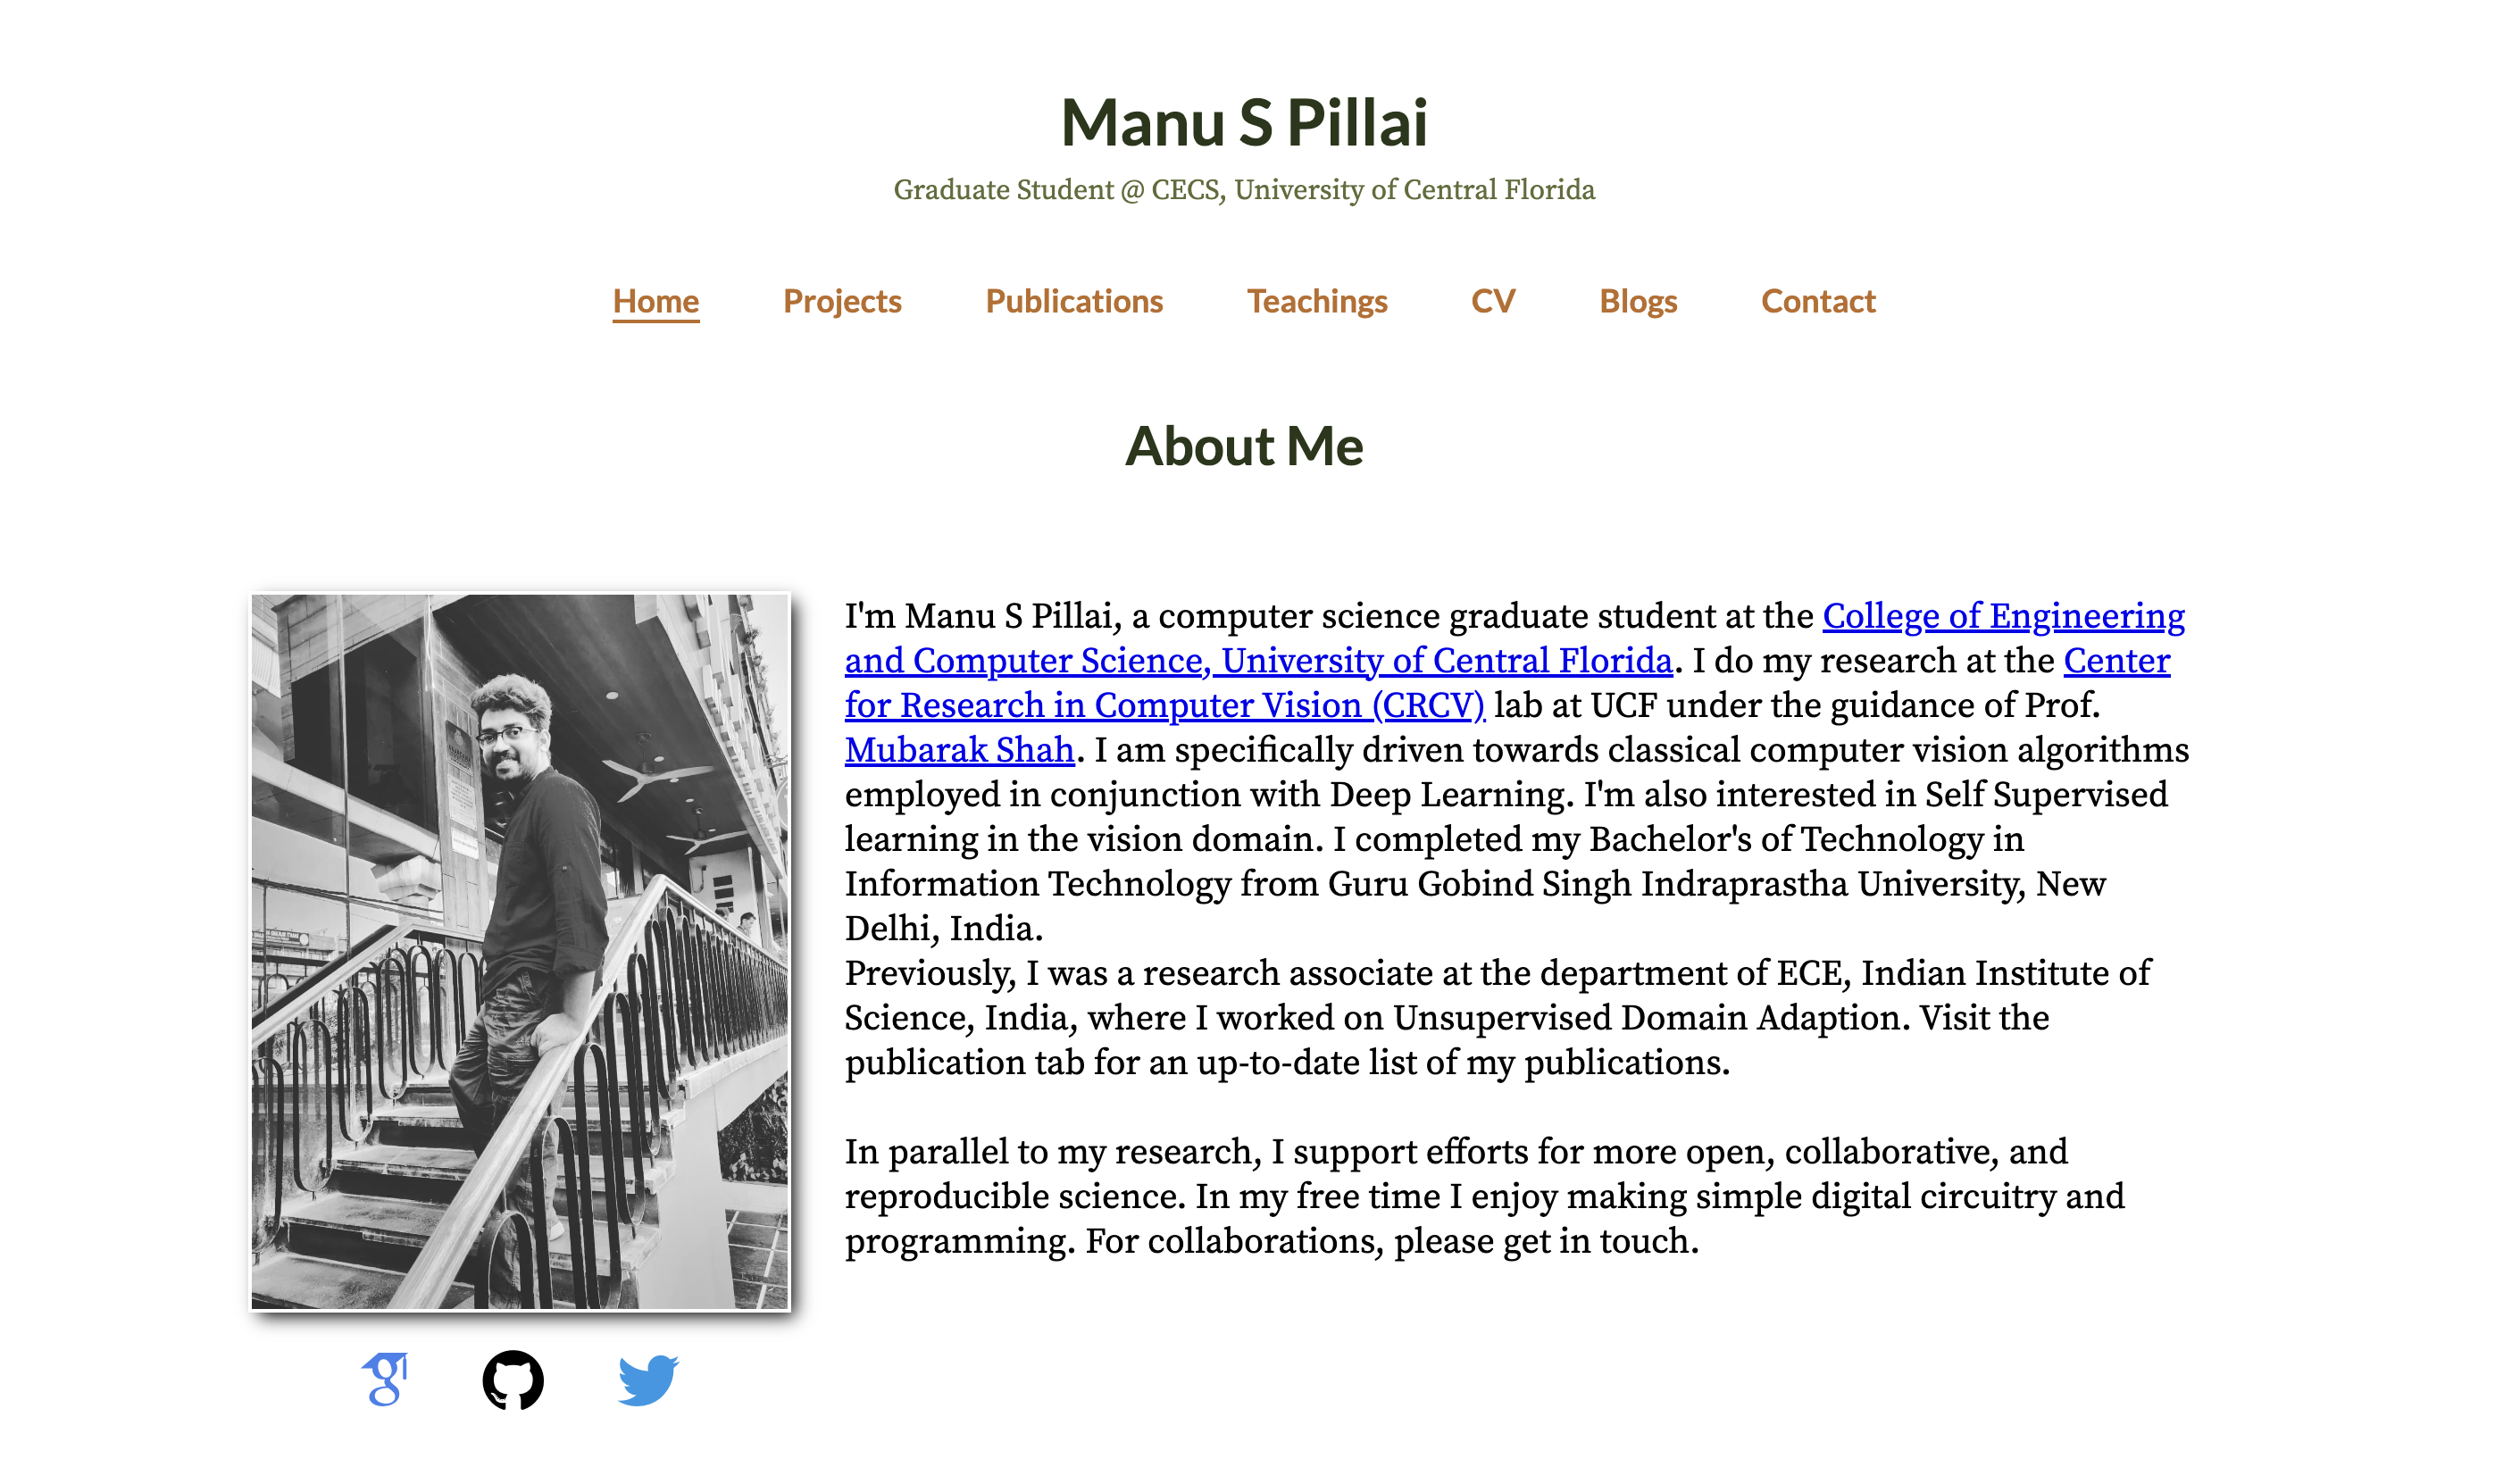 Manu S Pillai
Graduate Student @ CECS, University of Central Florida
Home Projects Publications Teachings CV Blogs Contact
About Me
I'm Manu S Pillai, a computer science graduate student at the College of Engineering
and Computer Science, University of Central Florida. I do my research at the Center
for Research in Computer Vision (CRCV) lab at UCF under the guidance of Prof.
Mubarak Shah. I am specifically driven towards classical computer vision algorithms
employed in conjunction with Deep Learning. I'm also interested in Self Supervised
learning in the vision domain. I completed my Bachelor's of Technology in
Information Technology from Guru Gobind Singh Indraprastha University, New
Delhi, India.
Previously, I was a research associate at the department of ECE, Indian Institute of
Science, India, where I worked on Unsupervised Domain Adaption. Visit the
publication tab for an up-to-date list of my publications.
In parallel to my research, I support efforts for more open, collaborative, and
reproducible science. In my free time I enjoy making simple digital circuitry and
programming. For collaborations, please get in touch.